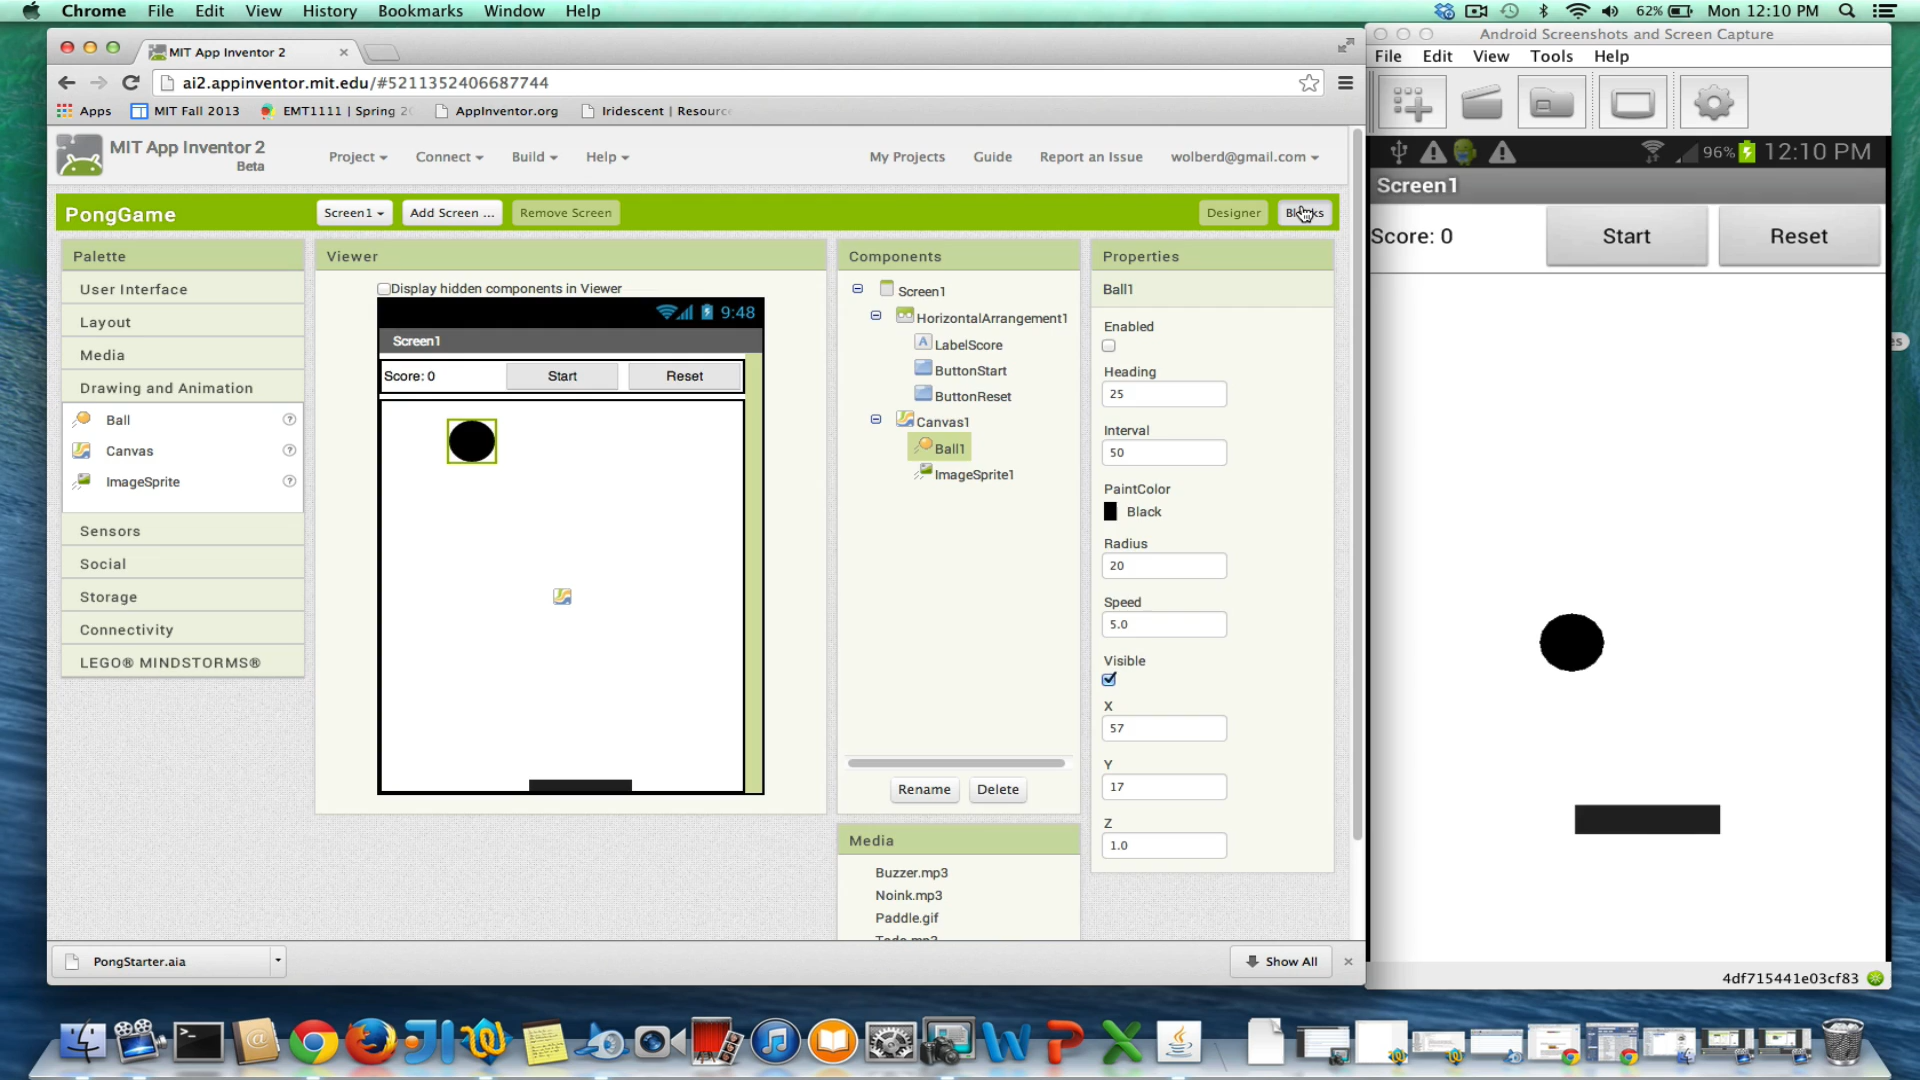 Chrome File Edit View History Bookmarks Window Help
62% Mon 12:10 PM
MIT App Inventor 2
ai2.appinventor.mit.edu/#5211352406687744
Apps MIT Fall 2013 EMT1111 | Spring 20 AppInventor.org Iridescent | Resourc
MIT App Inventor 2
Beta
Project Connect Build Help
My Projects Guide Report an Issue wolberd@gmail.com
PongGame
Screen1 Add Screen ... Remove Screen
Designer Blocks
Palette
User Interface
Layout
Media
Drawing and Animation
Ball ?
Canvas ?
ImageSprite ?
Sensors
Social
Storage
Connectivity
LEGO® MINDSTORMS®
Viewer
Display hidden components in Viewer
9:48
Screen1
Score: 0 Start Reset
Components
Screen1
HorizontalArrangement1
A LabelScore
ButtonStart
ButtonReset
Canvas1
Ball1
ImageSprite1
Rename Delete
Media
Buzzer.mp3
Noink.mp3
Paddle.gif
Properties
Ball1
Enabled
Heading
25
Interval
50
PaintColor
Black
Radius
20
Speed
5.0
Visible
X
57
Y
17
Z
1.0
PongStarter.aia
Show All
Android Screenshots and Screen Capture
File Edit View Tools Help
96% 12:10 PM
Screen1
Score: 0 Start Reset
es
4df715441e03cf83